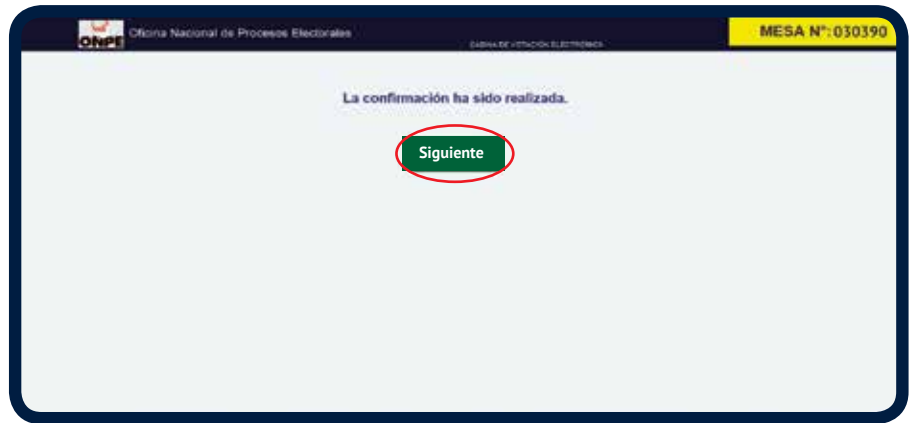 ONPE
Oficina Nacional de Procesos Electorales
CABINA DE VOTACIÓN ELECTRÓNICA
MESA N°: 030390
La confirmación ha sido realizada.
Siguiente